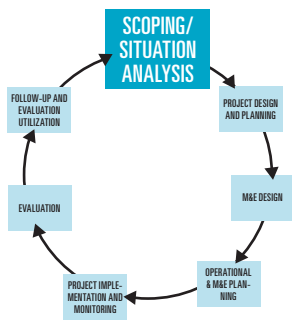 SCOPING/
SITUATION
ANALYSIS
PROJECT DESIGN
AND PLANNING
M&E DESIGN
OPERATIONAL
& M&E PLAN-
NING
PROJECT IMPLE-
MENTATION AND
MONITORING
EVALUATION
FOLLOW-UP AND
EVALUATION
UTILIZATION